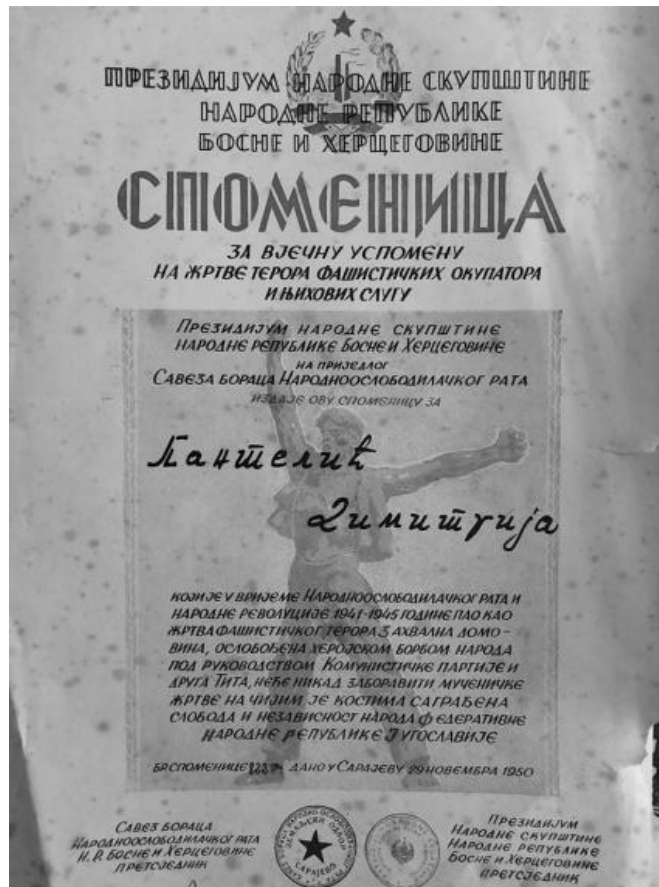 ПРЕЗИДИЈУМ НАРОДНЕ СКУПШТИНЕ
НАРОДНЕ РЕПУБЛИКЕ
БОСНЕ И ХЕРЦЕГОВИНЕ
СПОМЕНИЦА
ЗА ВЈЕЧНУ УСПОМЕНУ
НА ЖРТВЕ ТЕРОРА ФАШИСТИЧКИХ ОКУПАТОРА
И ЊИХОВИХ СЛУГУ
ПРЕЗИДИЈУМ НАРОДНЕ СКУПШТИНЕ
НАРОДНЕ РЕПУБЛИКЕ БОСНЕ И ХЕРЦЕГОВИНЕ
НА ПРИЈЕДЛОГ
САВЕЗА БОРАЦА НАРОДНООСЛОБОДИЛАЧКОГ РАТА
ИЗДАЈЕ ОВУ СПОМЕНИЦУ ЗА
Пантелић
Димитрија
КОЈИ ЈЕ У ВРИЈЕМЕ НАРОДНООСЛОБОДИЛАЧКОГ РАТА И
НАРОДНЕ РЕВОЛУЦИЈЕ 1941-1945 ГОДИНЕ ПАО КАО
ЖРТВА ФАШИСТИЧКОГ ТЕРОРА ЗАХВАЛНА ДОМО-
ВИНА, ОСЛОБОЂЕНА ХЕРОЈСКОМ БОРБОМ НАРОДА
ПОД РУКОВОДСТВОМ КОМУНИСТИЧКЕ ПАРТИЈЕ И
ДРУГА ТИТА, НЕЋЕ НИКАД ЗАБОРАВИТИ МУЧЕНИЧКЕ
ЖРТВЕ НА ЧИЈИМ ЈЕ КОСТИМА САГРАЂЕНА
СЛОБОДА И НЕЗАВИСНОСТ НАРОДА ФЕДЕРАТИВНЕ
НАРОДНЕ РЕПУБЛИКЕ ЈУГОСЛАВИЈЕ
БР СПОМЕНИЦЕ ДАНО У САРАЈЕВУ 29 НОВЕМБРА 1950
САВЕЗ БОРАЦА
НАРОДНООСЛОБОДИЛАЧКОГ РАТА
Н. Р. БОСНЕ И ХЕРЦЕГОВИНЕ
ПРЕТСЈЕДНИК
САРАЈЕВО
ПРЕЗИДИЈУМ
НАРОДНЕ СКУПШТИНЕ
НАРОДНЕ РЕПУБЛИКЕ
БОСНЕ И ХЕРЦЕГОВИНЕ
ПРЕТСЈЕДНИК